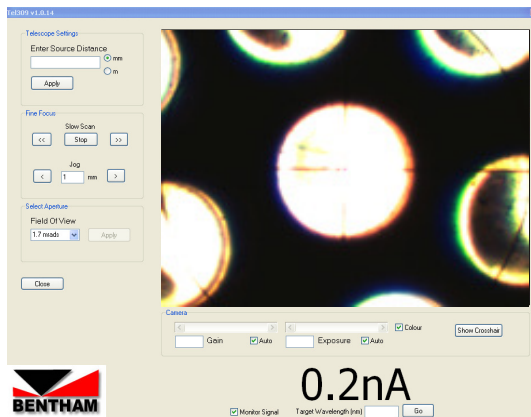 Tel309 v1.0.14
Telescope Settings
Enter Source Distance
mm
m
Apply
Fine Focus
Slow Scan
<< Stop >>
Jog
< 1 mm >
Select Aperture
Field Of View
1.7 mrads Apply
Close
Camera
Colour
Gain Auto Exposure Auto
Show Crosshair
BENTHAM
0.2nA
Monitor Signal Target Wavelength (nm) Go